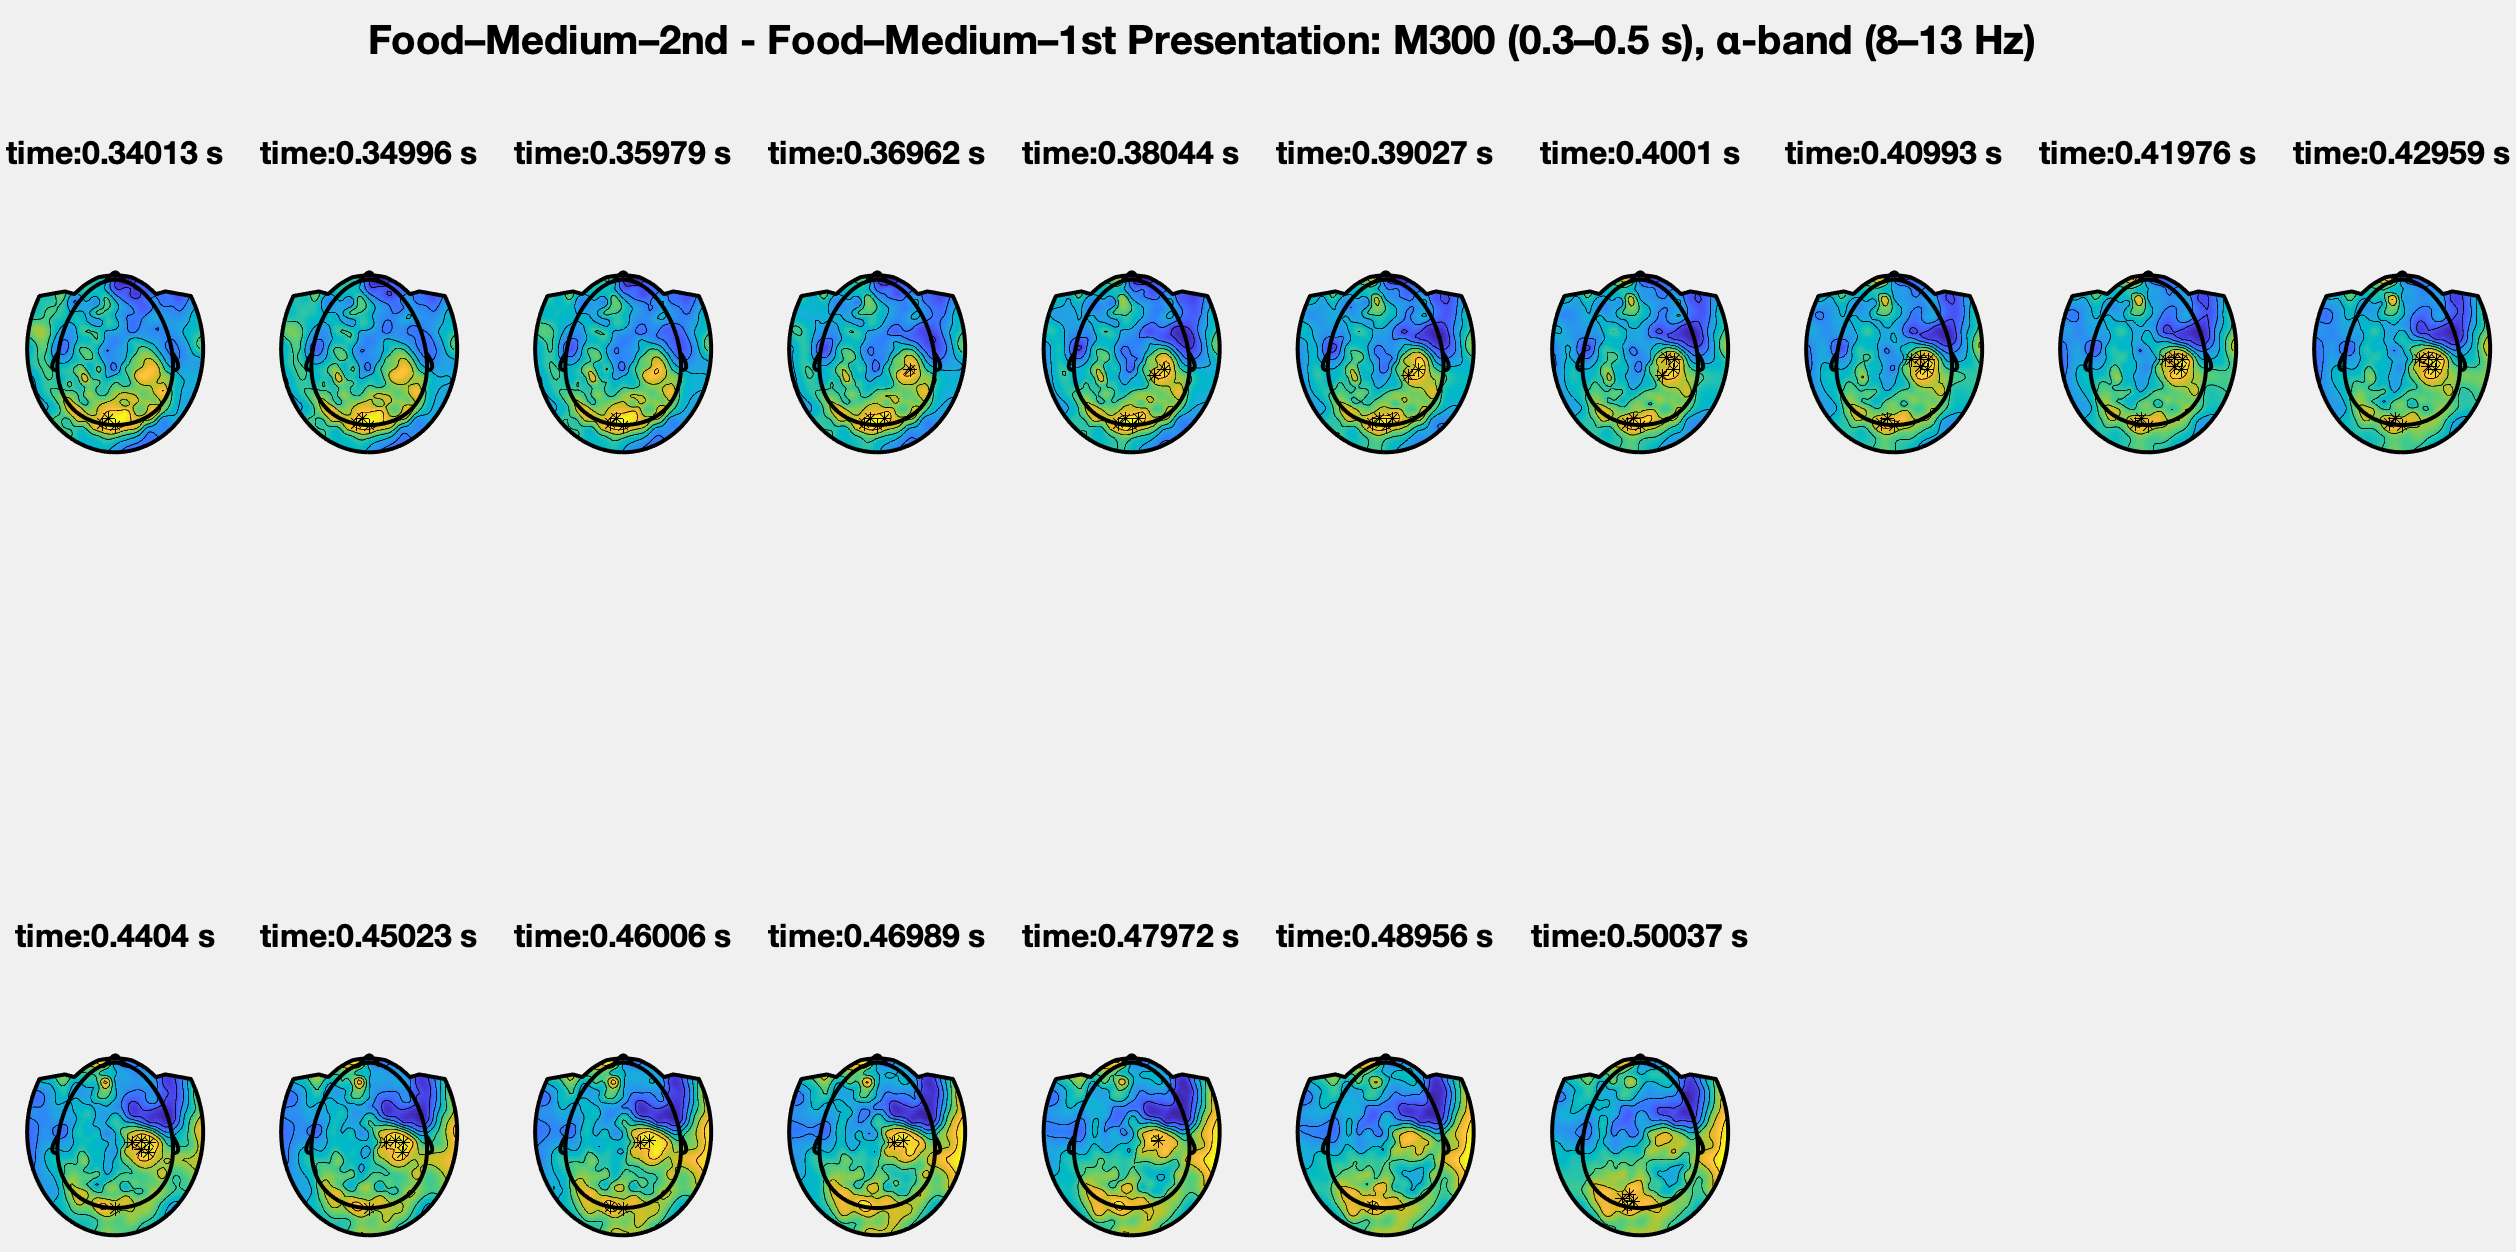 Food–Medium–2nd - Food–Medium–1st Presentation: M300 (0.3–0.5 s), α-band (8–13 Hz)
time:0.34013 s time:0.34996 s time:0.35979 s time:0.36962 s time:0.38044 s time:0.39027 s time:0.4001 s time:0.40993 s time:0.41976 s time:0.42959 s
time:0.4404 s time:0.45023 s time:0.46006 s time:0.46989 s time:0.47972 s time:0.48956 s time:0.50037 s